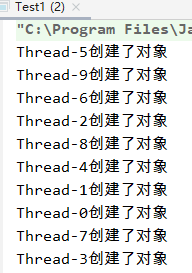 Test1 (2)
"C:\Program Files\Ja
Thread-5创建了对象
Thread-9创建了对象
Thread-6创建了对象
Thread-2创建了对象
Thread-8创建了对象
Thread-4创建了对象
Thread-1创建了对象
Thread-0创建了对象
Thread-7创建了对象
Thread-3创建了对象